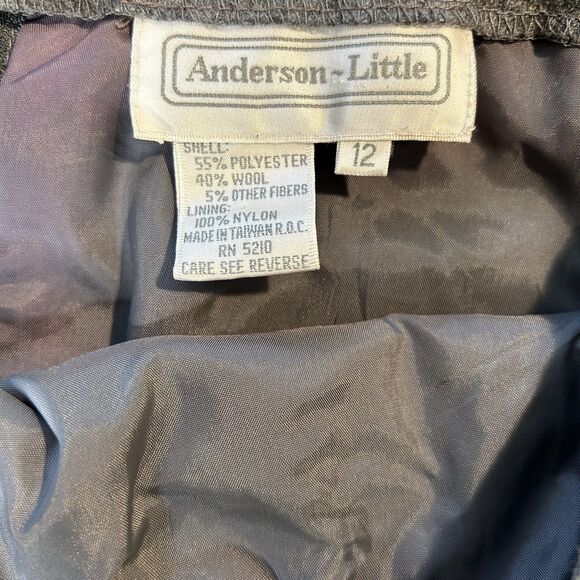 Anderson-Little
12
SHELL:
55% POLYESTER
40% WOOL
5% OTHER FIBERS
LINING:
100% NYLON
MADE IN TAIWAN R.O.C.
RN 5210
CARE SEE REVERSE